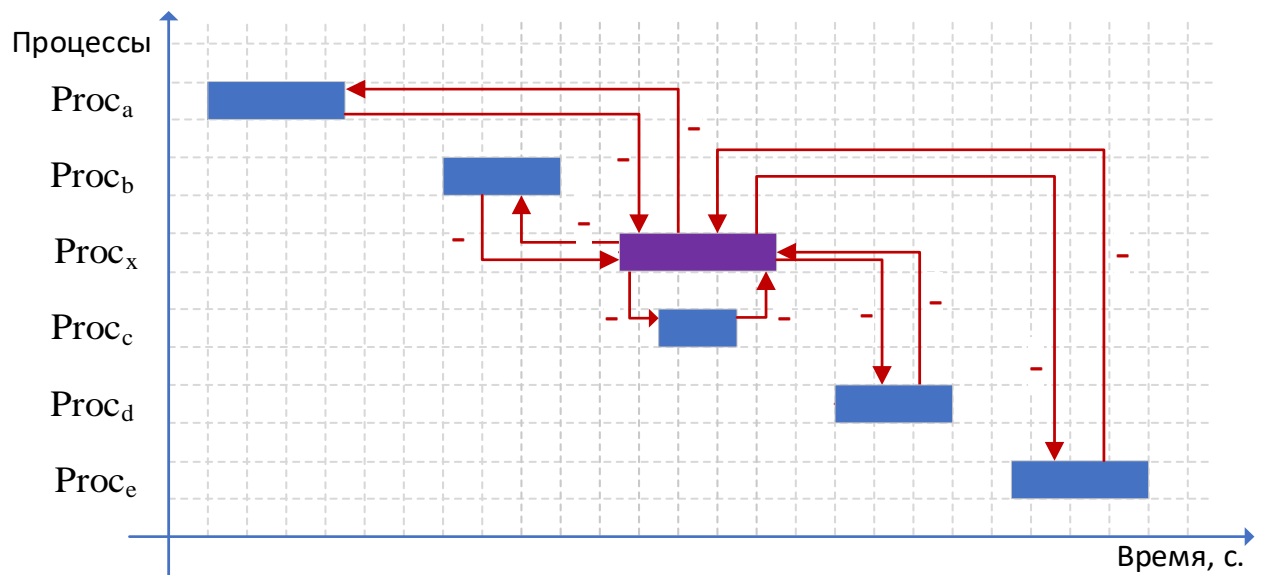 Процессы
Proca
Procb
Procx
Procc
Procd
Proce
Время, с.